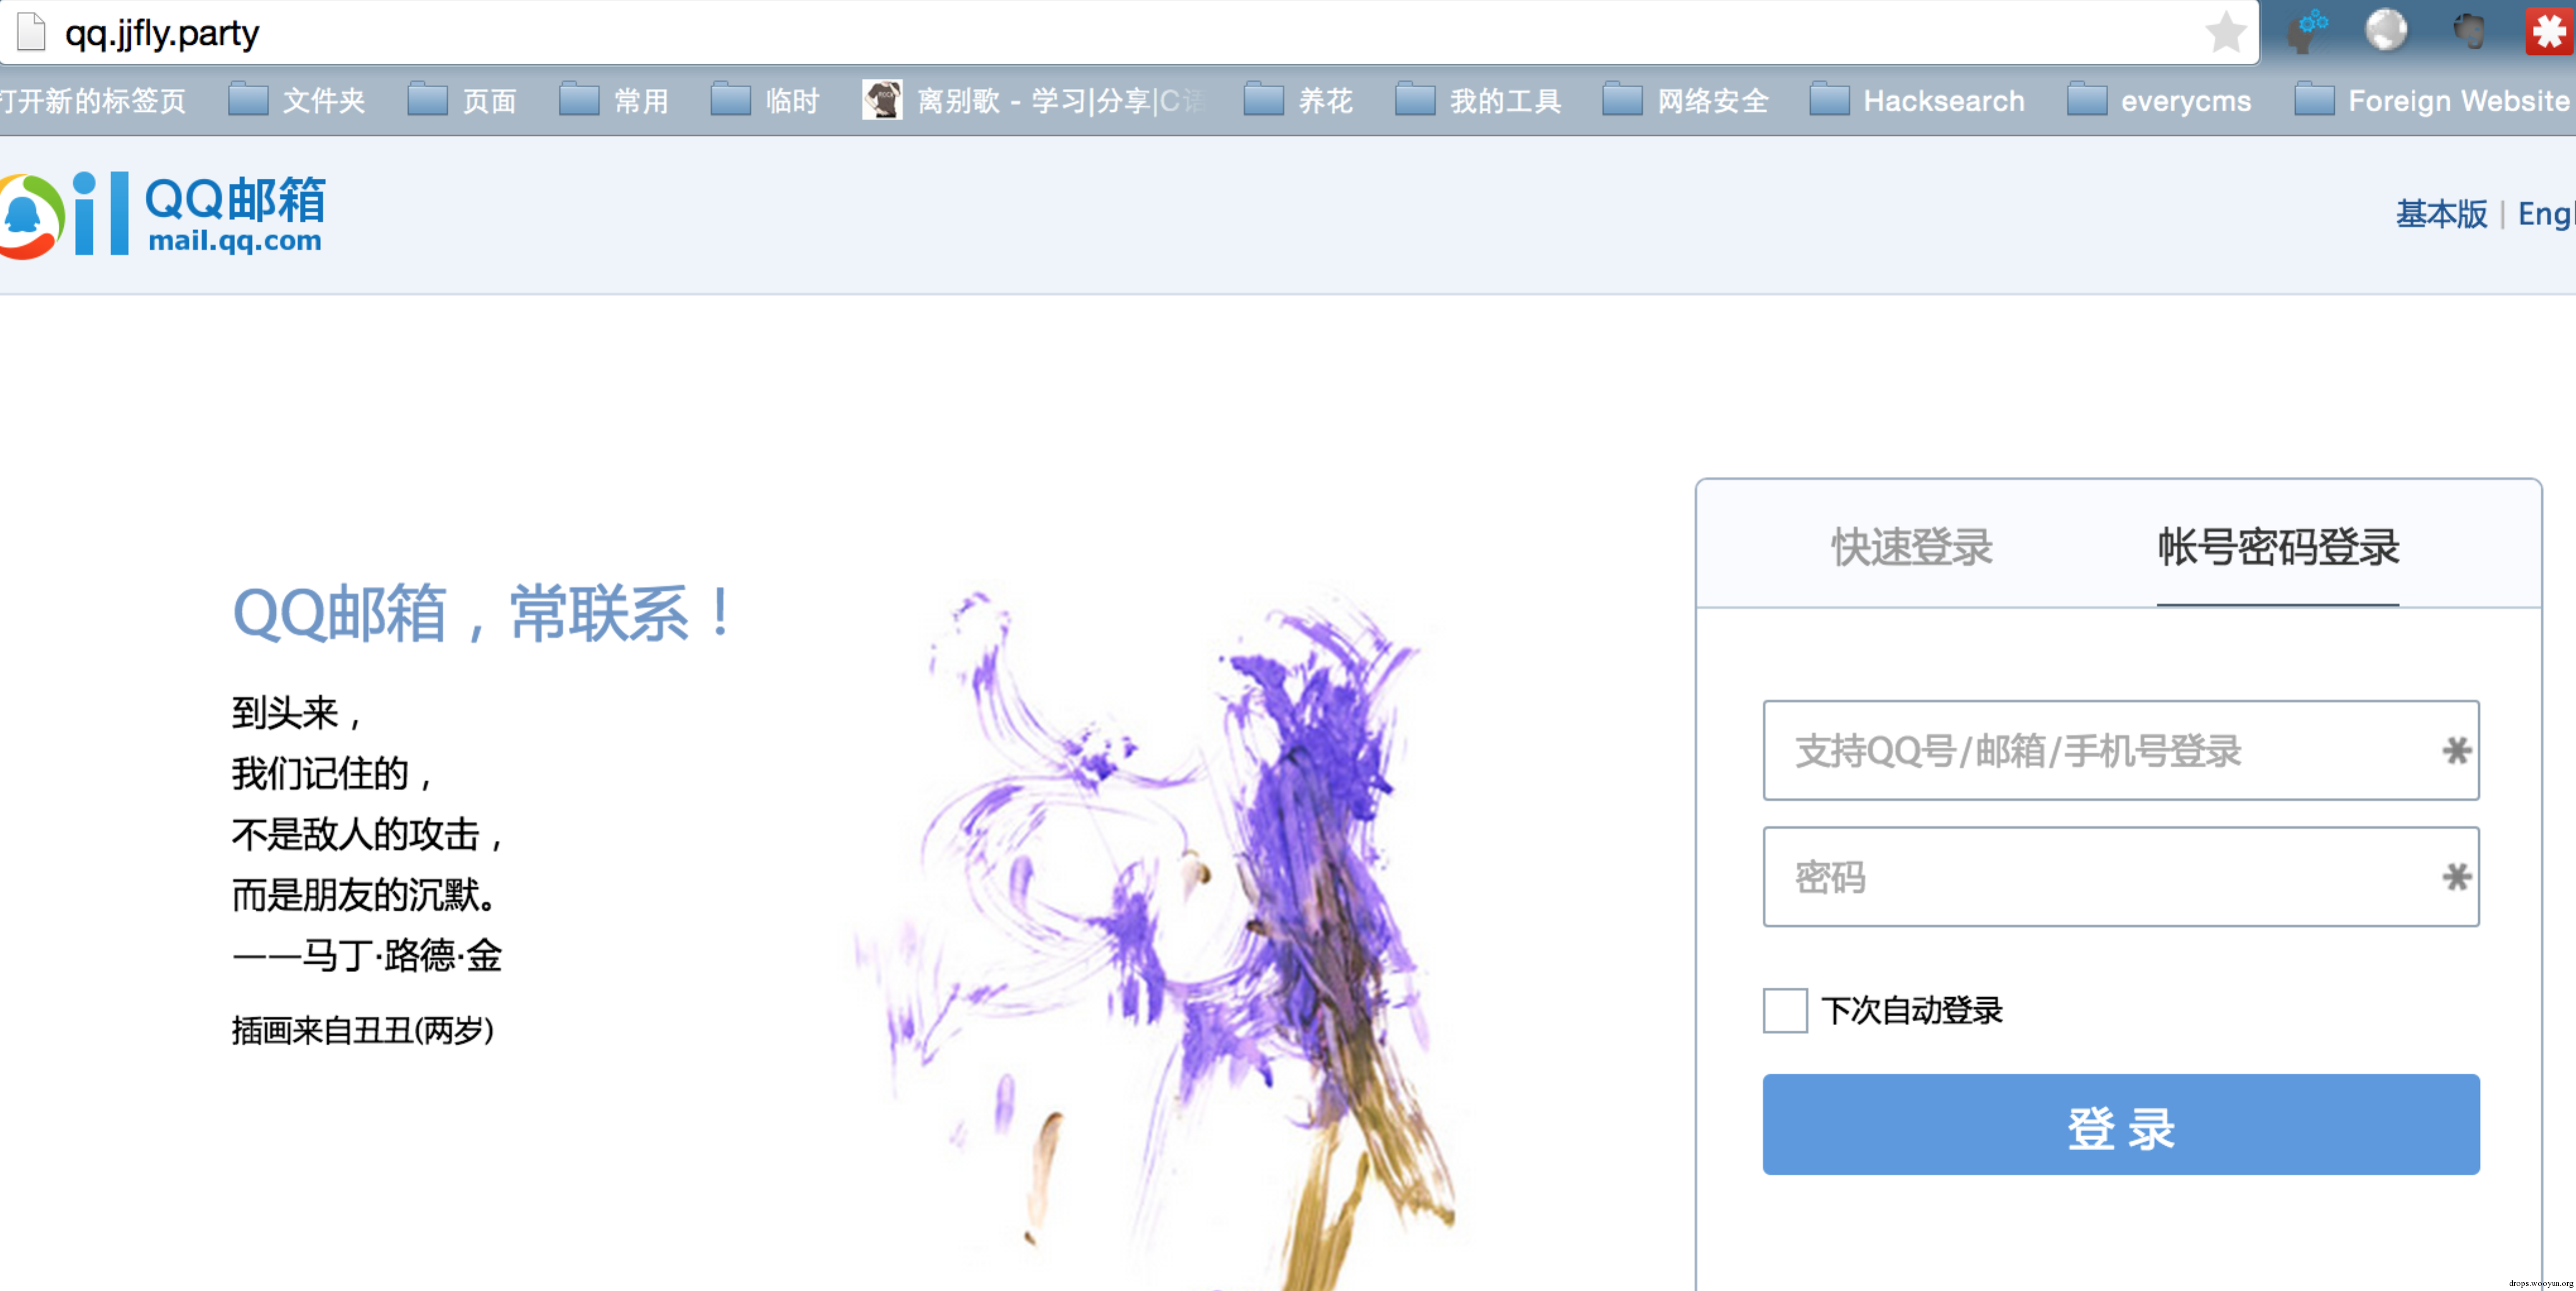 qq.jjfly.party
打开新的标签页 文件夹 页面 常用 临时 离别歌 - 学习|分享|C语 养花 我的工具 网络安全 Hacksearch everycms Foreign Website
il QQ邮箱
mail.qq.com
基本版 | Engl
快速登录 帐号密码登录
QQ邮箱，常联系！
到头来，
我们记住的，
不是敌人的攻击，
而是朋友的沉默。
——马丁·路德·金
插画来自丑丑(两岁)
支持QQ号/邮箱/手机号登录
密码
下次自动登录
登 录
drops.wooyun.org